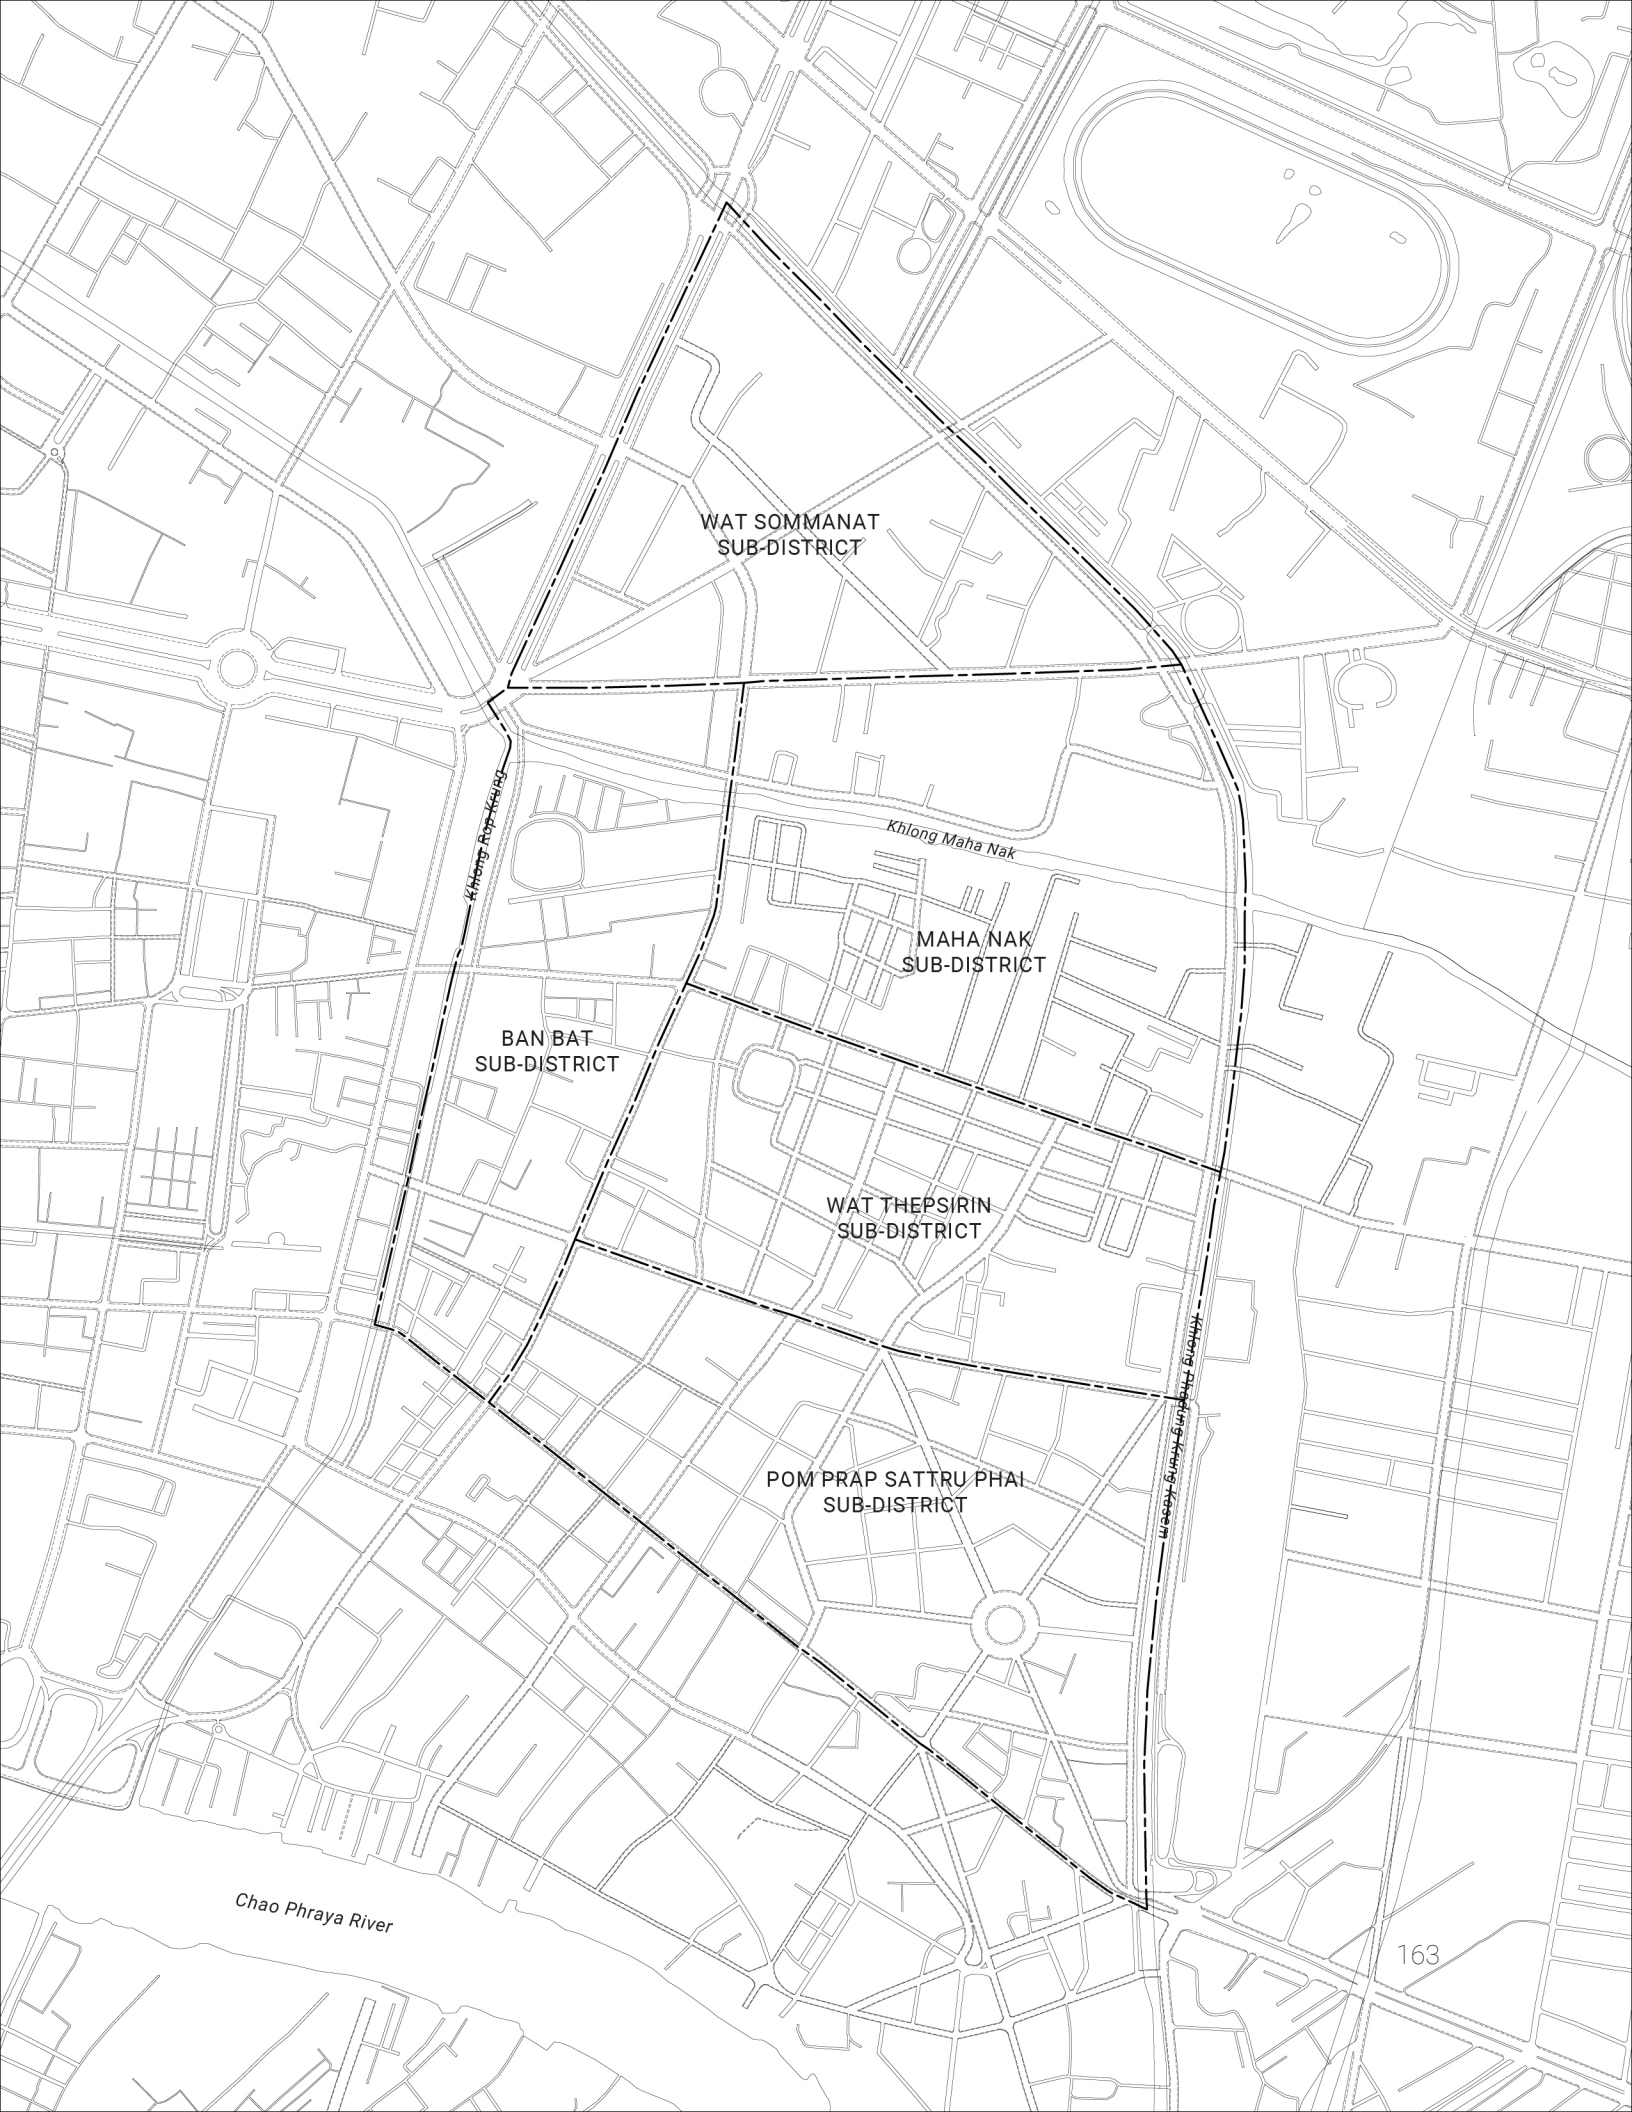 WAT SOMMANAT
SUB-DISTRICT
Khlong Rop Krung
Khlong Maha Nak
MAHA NAK
SUB-DISTRICT
BAN BAT
SUB-DISTRICT
WAT THEPSIRIN
SUB-DISTRICT
Khlong Phadung Krung Kasem
POM PRAP SATTRU PHAI
SUB-DISTRICT
Chao Phraya River
163